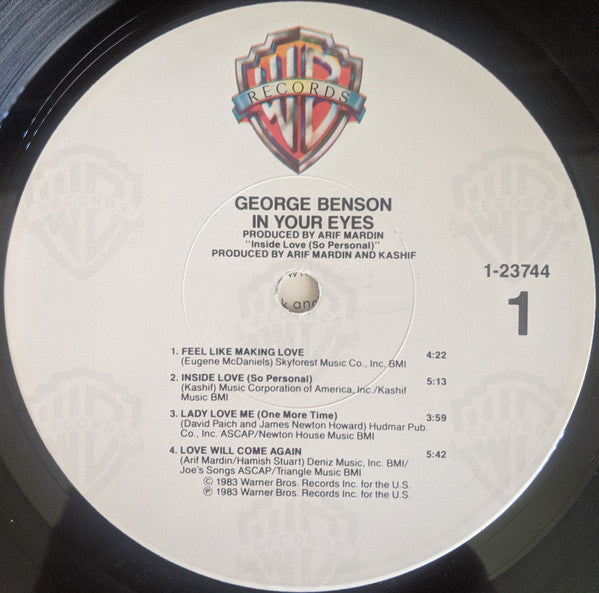 WB
RECORDS
GEORGE BENSON
IN YOUR EYES
PRODUCED BY ARIF MARDIN
"Inside Love (So Personal)"
PRODUCED BY ARIF MARDIN AND KASHIF
1-23744
1
k and
1. FEEL LIKE MAKING LOVE 4:22
(Eugene McDaniels) Skyforest Music Co., Inc. BMI
2. INSIDE LOVE (So Personal) 5:13
(Kashif) Music Corporation of America, Inc./Kashif
Music BMI
3. LADY LOVE ME (One More Time) 3:59
(David Paich and James Newton Howard) Hudmar Pub.
Co., Inc. ASCAP/Newton House Music BMI
4. LOVE WILL COME AGAIN 5:42
(Arif Mardin/Hamish Stuart) Deniz Music, Inc. BMI/
Joe's Songs ASCAP/Triangle Music BMI
© 1983 Warner Bros. Records Inc. for the U.S.
℗ 1983 Warner Bros. Records Inc. for the U.S.